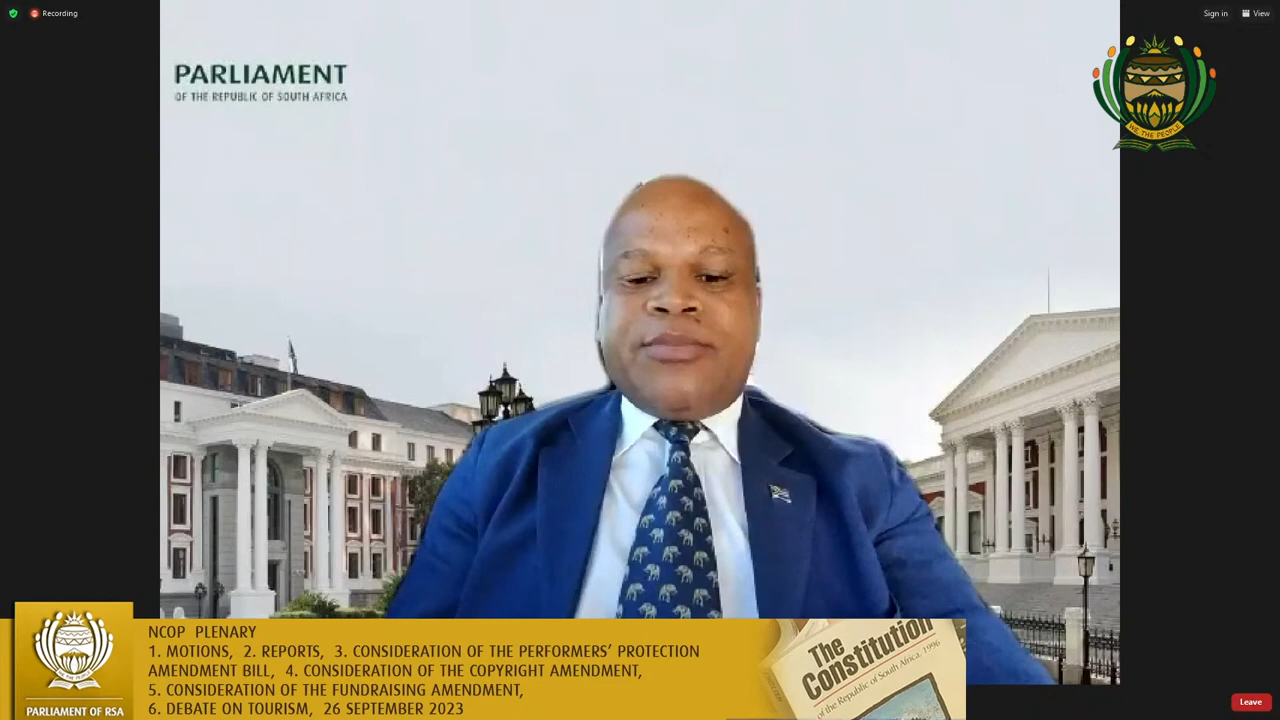 Recording
Sign in
View
PARLIAMENT
OF THE REPUBLIC OF SOUTH AFRICA
WE, THE PEOPLE
NCOP PLENARY
1. MOTIONS, 2. REPORTS, 3. CONSIDERATION OF THE PERFORMERS' PROTECTION
AMENDMENT BILL, 4. CONSIDERATION OF THE COPYRIGHT AMENDMENT,
5. CONSIDERATION OF THE FUNDRAISING AMENDMENT,
6. DEBATE ON TOURISM, 26 SEPTEMBER 2023
PARLIAMENT OF RSA
The
Constitution
of the Republic of South Africa, 1996
Leave